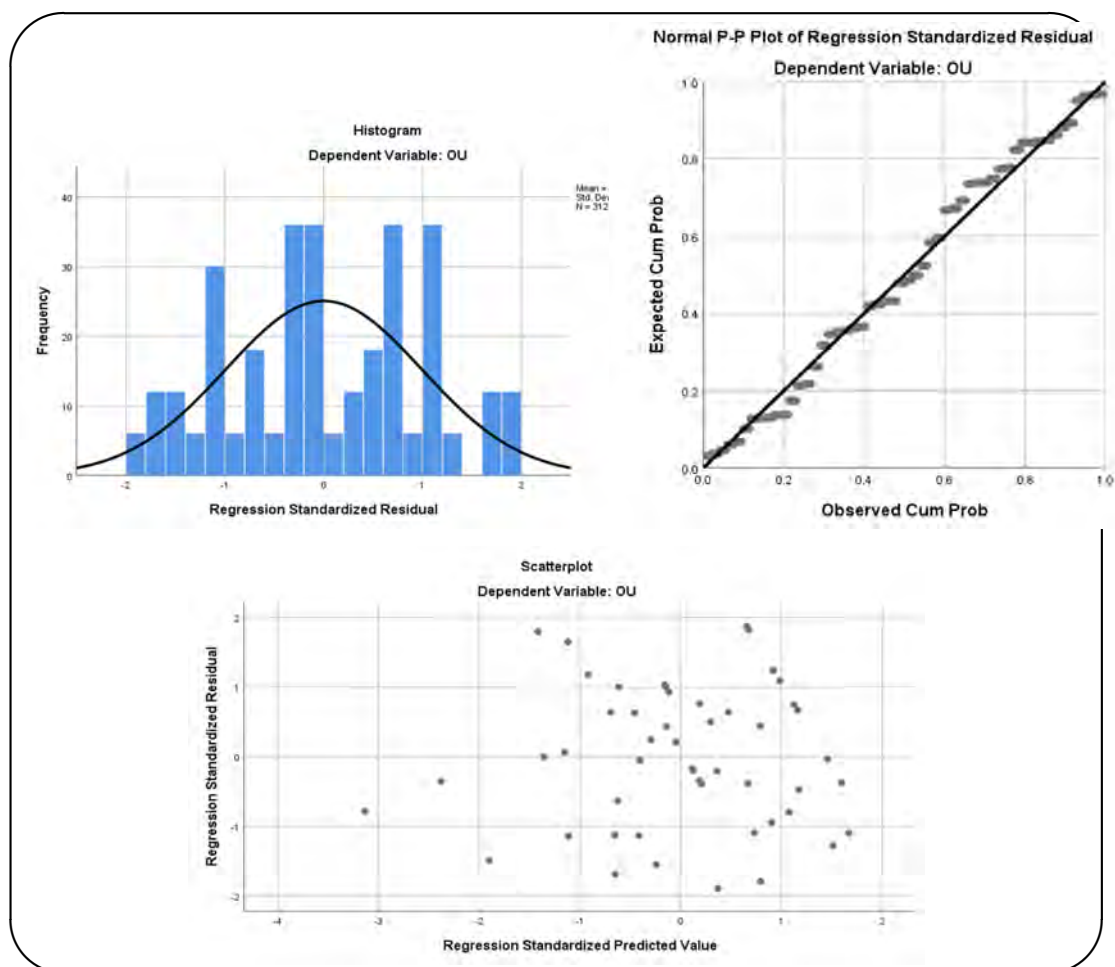 Normal P-P Plot of Regression Standardized Residual
Dependent Variable: OU
1.0
0.8
0.6
0.4
0.2
0.0
Expected Cum Prob
0.0 0.2 0.4 0.6 0.8 1.0
Observed Cum Prob
Histogram
Dependent Variable: OU
Mean =
Std. Dev
N = 312
40
30
20
10
0
Frequency
-2 -1 0 1 2
Regression Standardized Residual
Scatterplot
Dependent Variable: OU
2
1
0
-1
-2
Regression Standardized Residual
-4 -3 -2 -1 0 1 2
Regression Standardized Predicted Value